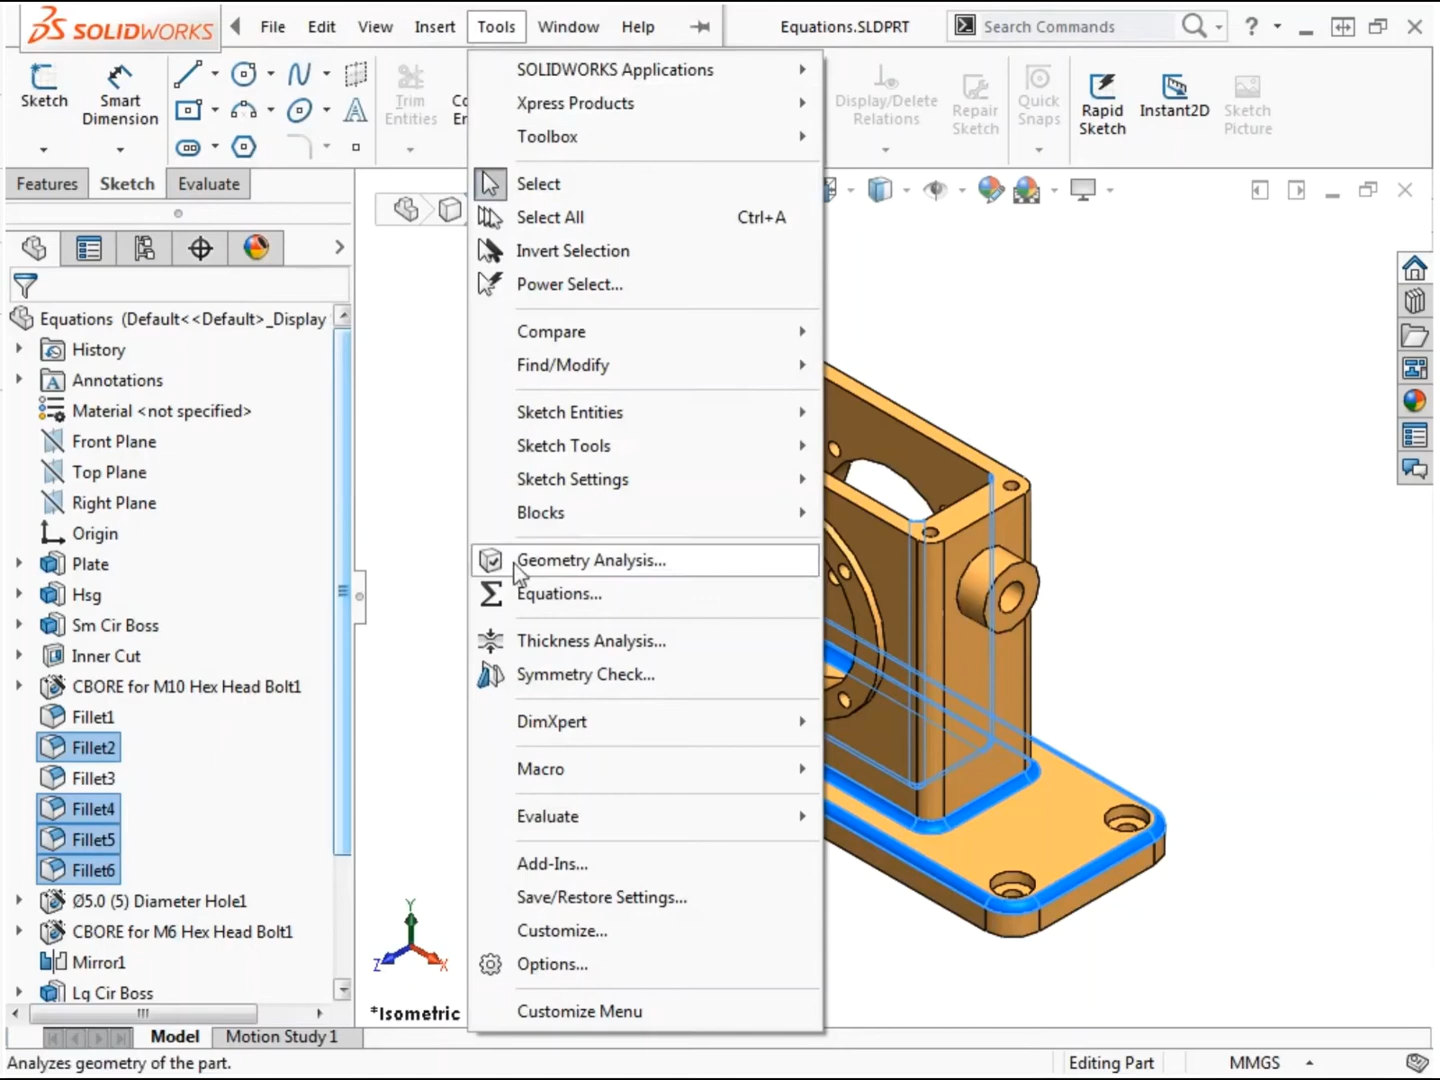 SOLIDWORKS
File Edit View Insert Tools Window Help
Equations.SLDPRT
Search Commands
?
Sketch
Smart
Dimension
Trim
Entities
Co
En
Display/Delete
Relations
Repair
Sketch
Quick
Snaps
Rapid
Sketch
Instant2D
Sketch
Picture
Features Sketch Evaluate
Equations (Default<<Default>_Display
History
Annotations
Material <not specified>
Front Plane
Top Plane
Right Plane
Origin
Plate
Hsg
Sm Cir Boss
Inner Cut
CBORE for M10 Hex Head Bolt1
Fillet1
Fillet2
Fillet3
Fillet4
Fillet5
Fillet6
Ø5.0 (5) Diameter Hole1
CBORE for M6 Hex Head Bolt1
Mirror1
Lg Cir Boss
SOLIDWORKS Applications
Xpress Products
Toolbox
Select
Select All Ctrl+A
Invert Selection
Power Select...
Compare
Find/Modify
Sketch Entities
Sketch Tools
Sketch Settings
Blocks
Geometry Analysis...
Equations...
Thickness Analysis...
Symmetry Check...
DimXpert
Macro
Evaluate
Add-Ins...
Save/Restore Settings...
Customize...
Options...
Customize Menu
Y
Z X
*Isometric
Model Motion Study 1
Analyzes geometry of the part.
Editing Part MMGS